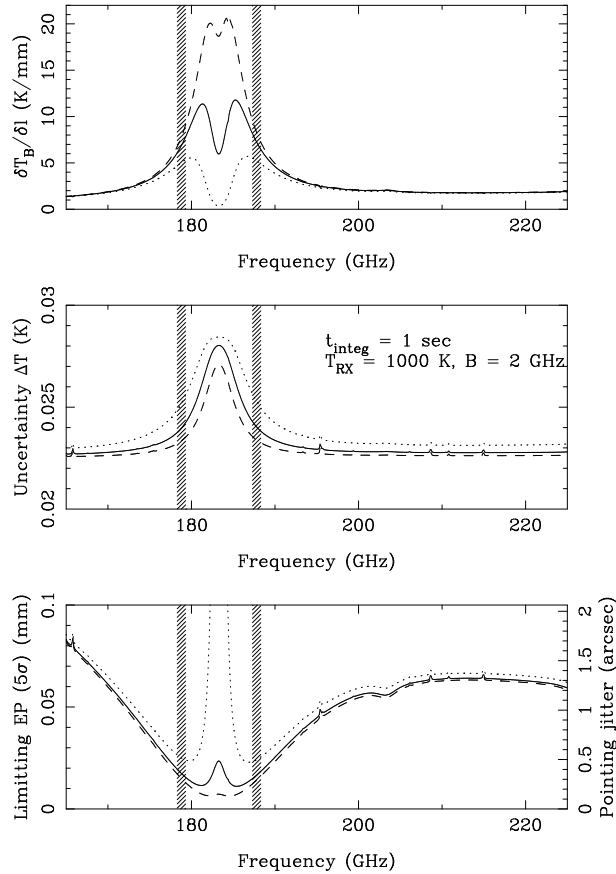 δT_B/δl (K/mm)
20
15
10
5
0
180
200
220
Frequency (GHz)
Uncertainty ΔT (K)
0.03
0.025
0.02
t_integ = 1 sec
T_RX = 1000 K, B = 2 GHz
180
200
220
Frequency (GHz)
Limitting EP (5σ) (mm)
0.1
0.05
0
Pointing jitter (arcsec)
2
1.5
1
0.5
0
180
200
220
Frequency (GHz)